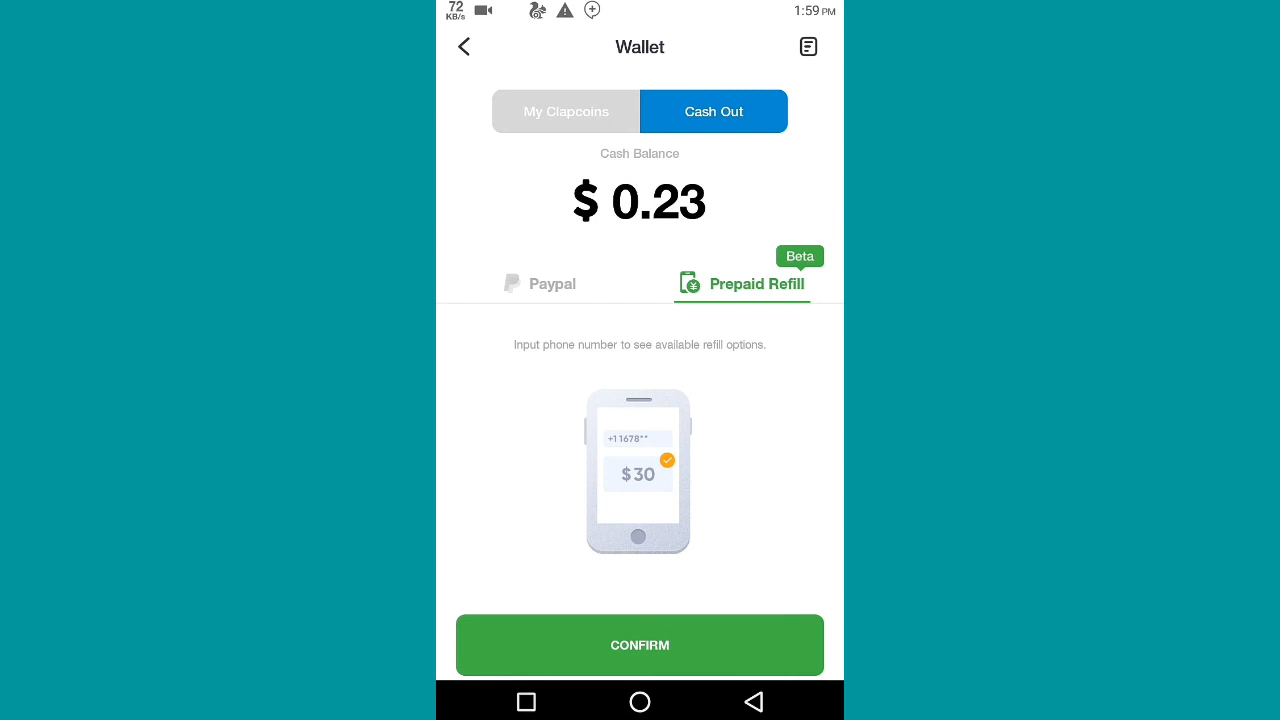 72
KB/s
1:59 PM
Wallet
My Clapcoins
Cash Out
Cash Balance
$ 0.23
Beta
Paypal
Prepaid Refill
Input phone number to see available refill options.
+11678**
$30
CONFIRM